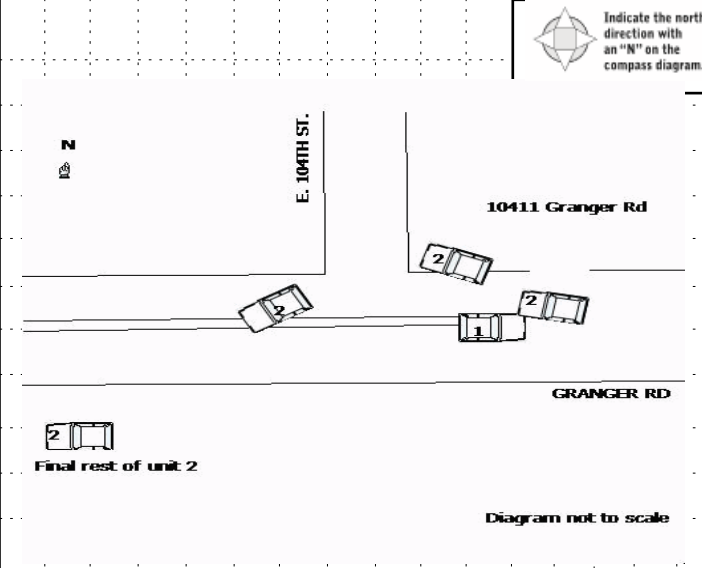 Indicate the north
direction with
an "N" on the
compass diagram.
N
E. 104TH ST.
10411 Granger Rd
2
2
2
1
GRANGER RD
2
Final rest of unit 2
Diagram not to scale